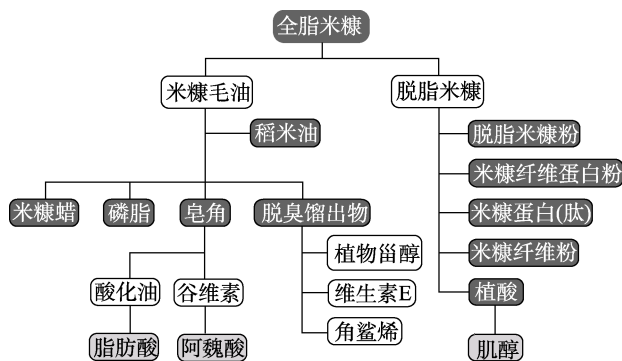 全脂米糠
米糠毛油
脱脂米糠
稻米油
脱脂米糠粉
米糠纤维蛋白粉
米糠蜡
磷脂
皂角
脱臭馏出物
米糠蛋白(肽)
植物甾醇
米糠纤维粉
酸化油
谷维素
维生素E
植酸
角鲨烯
脂肪酸
阿魏酸
肌醇